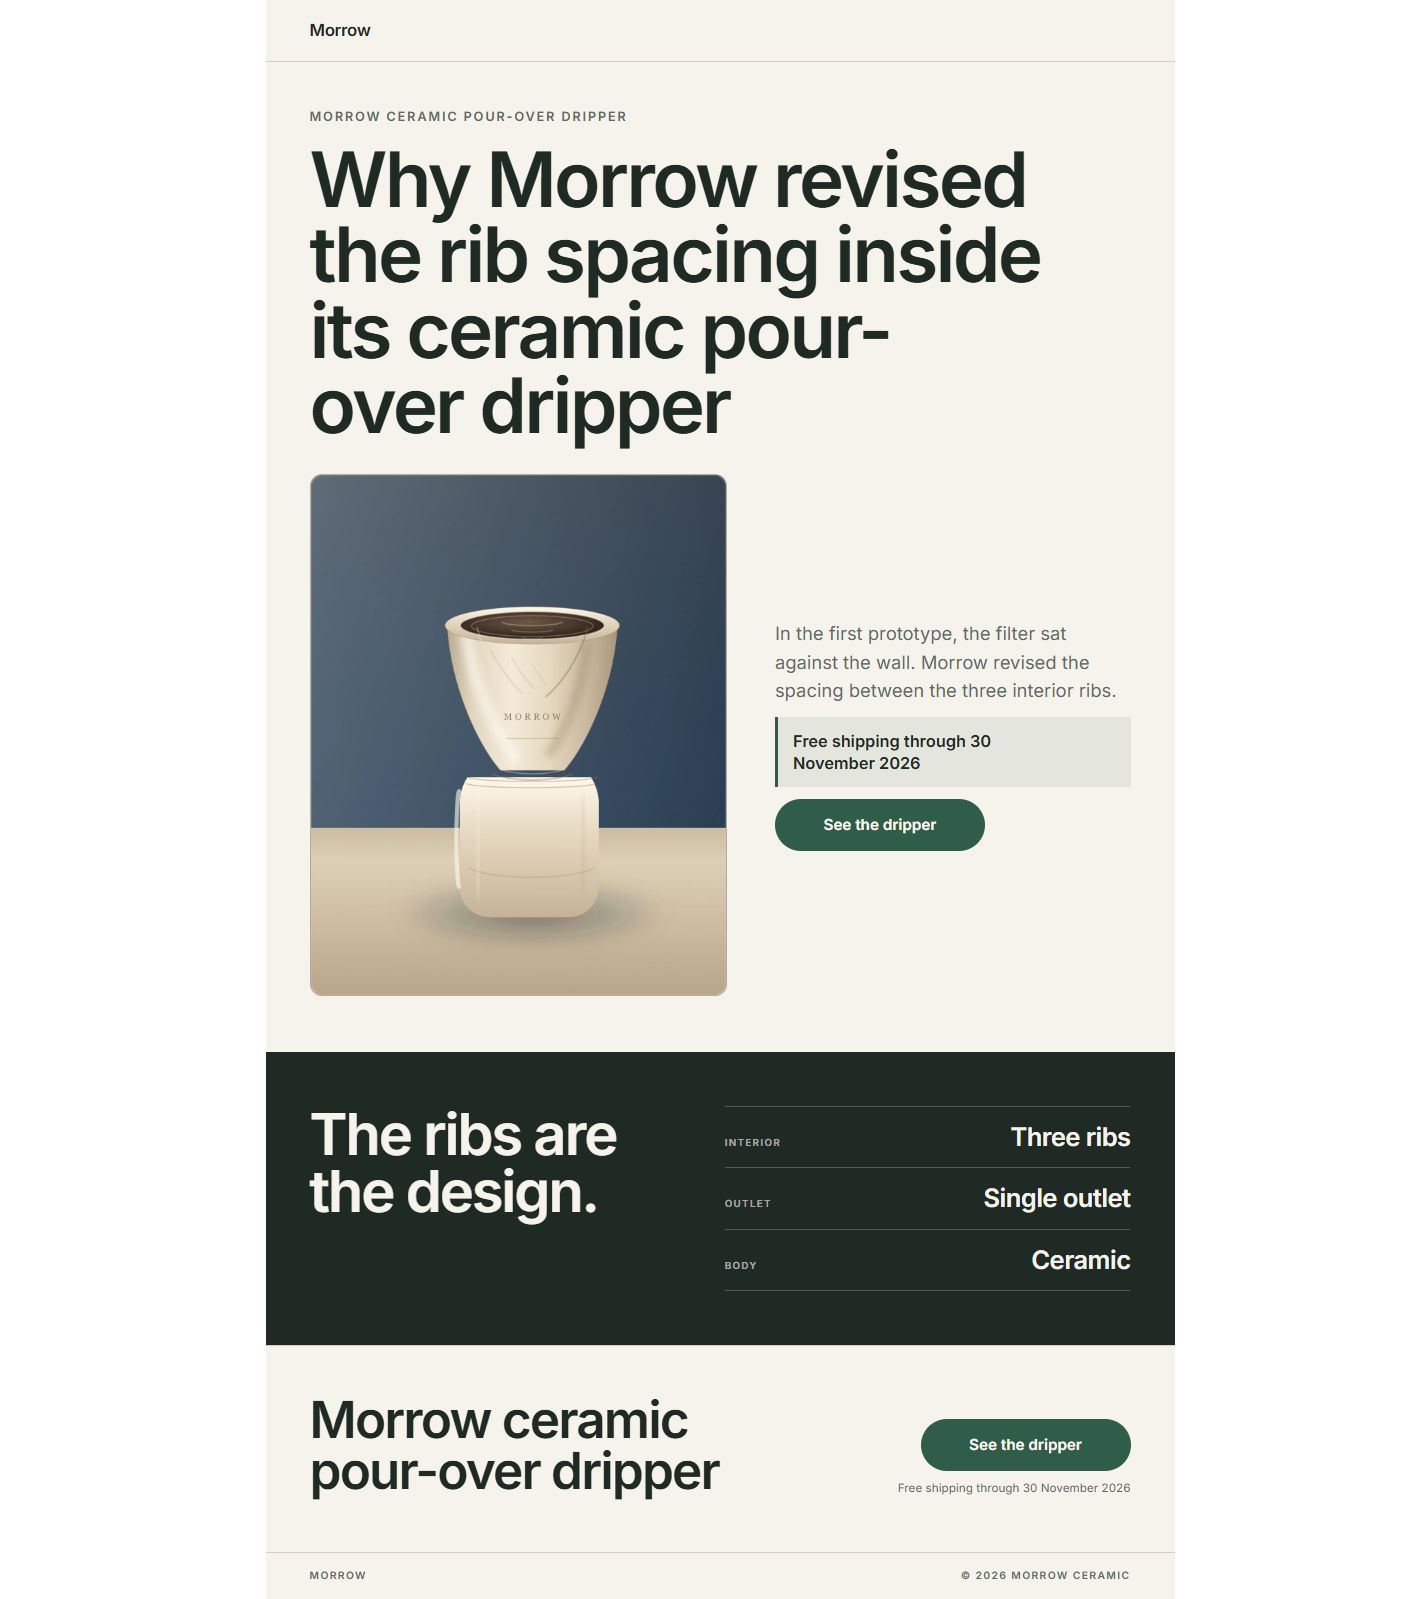 Morrow
MORROW CERAMIC POUR-OVER DRIPPER
Why Morrow revised
the rib spacing inside
its ceramic pour-
over dripper
MORROW
In the first prototype, the filter sat
against the wall. Morrow revised the
spacing between the three interior ribs.
Free shipping through 30
November 2026
See the dripper
The ribs are
the design.
INTERIOR Three ribs
OUTLET Single outlet
BODY Ceramic
Morrow ceramic
pour-over dripper
See the dripper
Free shipping through 30 November 2026
MORROW © 2026 MORROW CERAMIC